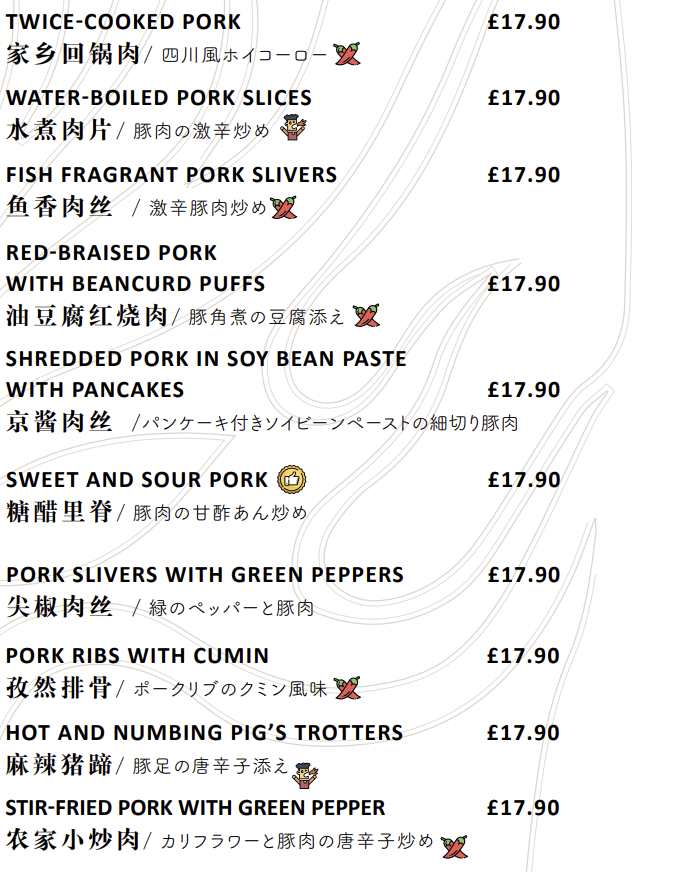 TWICE-COOKED PORK £17.90
家乡回锅肉/ 四川風ホイコーロー
WATER-BOILED PORK SLICES £17.90
水煮肉片/ 豚肉の激辛炒め
FISH FRAGRANT PORK SLIVERS £17.90
鱼香肉丝 / 激辛豚肉炒め
RED-BRAISED PORK
WITH BEANCURD PUFFS £17.90
油豆腐红烧肉/ 豚角煮の豆腐添え
SHREDDED PORK IN SOY BEAN PASTE
WITH PANCAKES £17.90
京酱肉丝 /パンケーキ付きソイビーンペーストの細切り豚肉
SWEET AND SOUR PORK £17.90
糖醋里脊/ 豚肉の甘酢あん炒め
PORK SLIVERS WITH GREEN PEPPERS £17.90
尖椒肉丝 / 緑のペッパーと豚肉
PORK RIBS WITH CUMIN £17.90
孜然排骨/ ポークリブのクミン風味
HOT AND NUMBING PIG’S TROTTERS £17.90
麻辣猪蹄/ 豚足の唐辛子添え
STIR-FRIED PORK WITH GREEN PEPPER £17.90
农家小炒肉/ カリフラワーと豚肉の唐辛子炒め